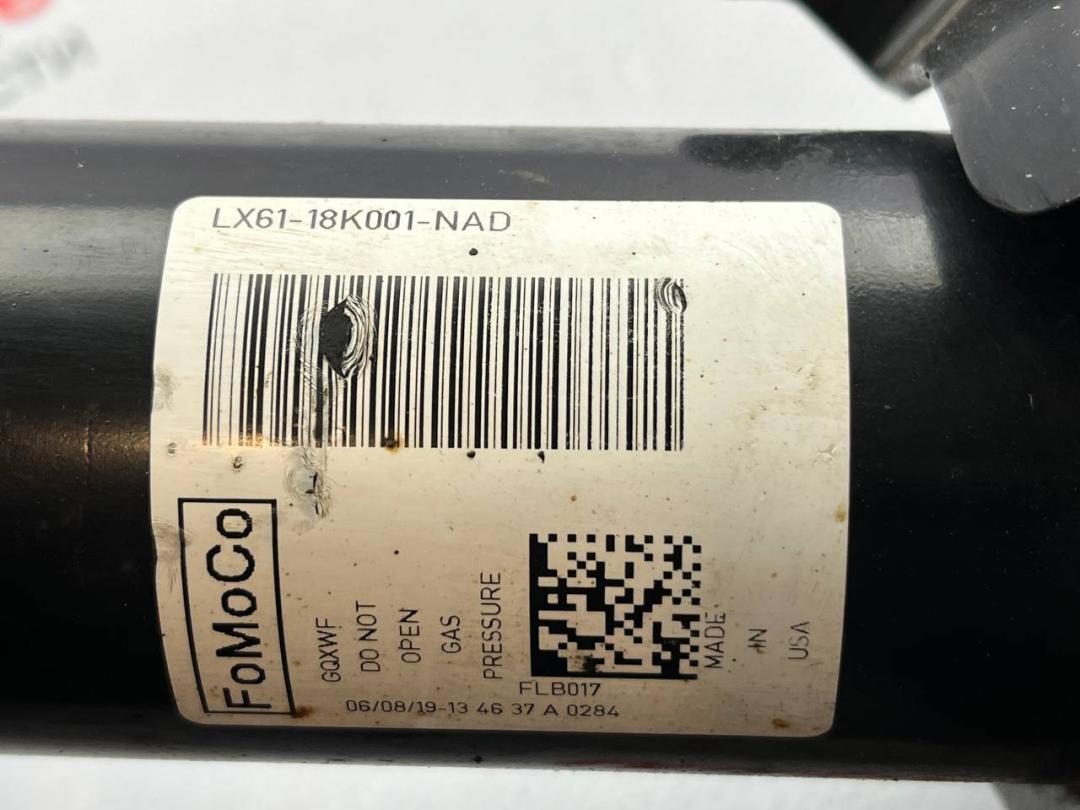 LX61-18K001-NAD
FoMoCo
GQXWF
DO NOT
OPEN
GAS
PRESSURE
MADE
IN
USA
FLB017
06/08/19-13 46 37 A 0284